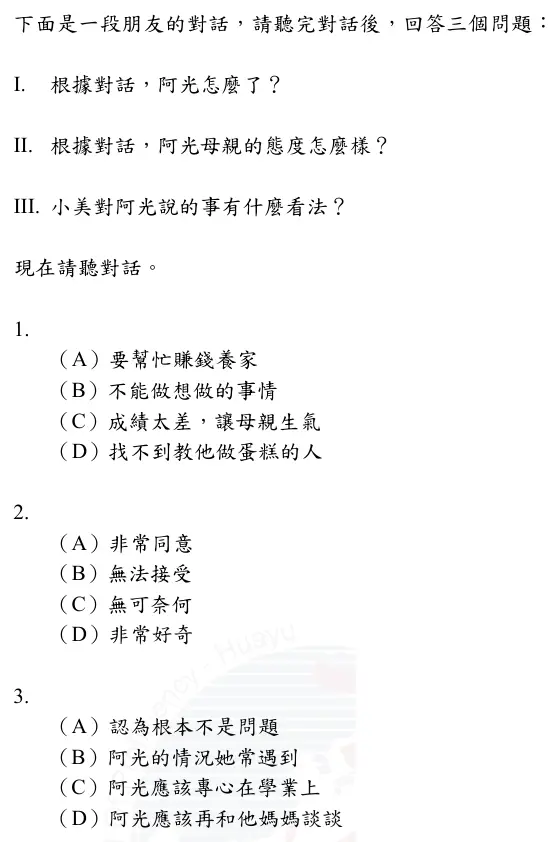 下面是一段朋友的對話，請聽完對話後，回答三個問題：
I. 根據對話，阿光怎麼了？
II. 根據對話，阿光母親的態度怎麼樣？
III. 小美對阿光說的事有什麼看法？
現在請聽對話。
1.
（A）要幫忙賺錢養家
（B）不能做想做的事情
（C）成績太差，讓母親生氣
（D）找不到教他做蛋糕的人
2.
（A）非常同意
（B）無法接受
（C）無可奈何
（D）非常好奇
3.
（A）認為根本不是問題
（B）阿光的情況她常遇到
（C）阿光應該專心在學業上
（D）阿光應該再和他媽媽談談